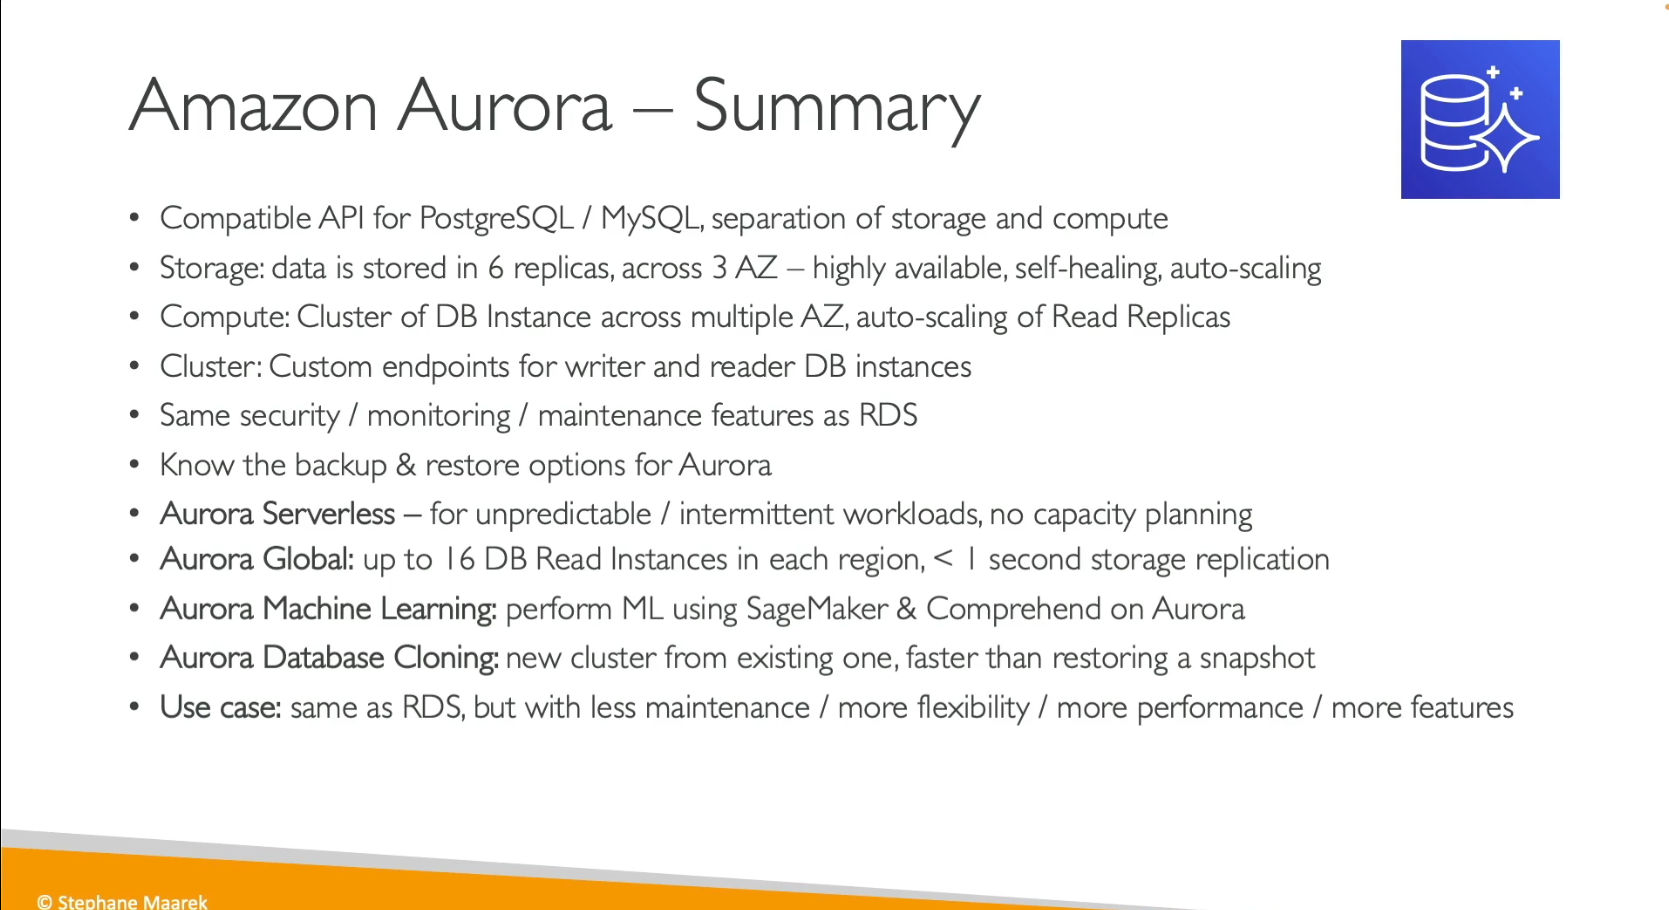 Amazon Aurora – Summary
• Compatible API for PostgreSQL / MySQL, separation of storage and compute
• Storage: data is stored in 6 replicas, across 3 AZ – highly available, self-healing, auto-scaling
• Compute: Cluster of DB Instance across multiple AZ, auto-scaling of Read Replicas
• Cluster: Custom endpoints for writer and reader DB instances
• Same security / monitoring / maintenance features as RDS
• Know the backup & restore options for Aurora
• Aurora Serverless – for unpredictable / intermittent workloads, no capacity planning
• Aurora Global: up to 16 DB Read Instances in each region, < 1 second storage replication
• Aurora Machine Learning: perform ML using SageMaker & Comprehend on Aurora
• Aurora Database Cloning: new cluster from existing one, faster than restoring a snapshot
• Use case: same as RDS, but with less maintenance / more flexibility / more performance / more features
© Stephane Maarek